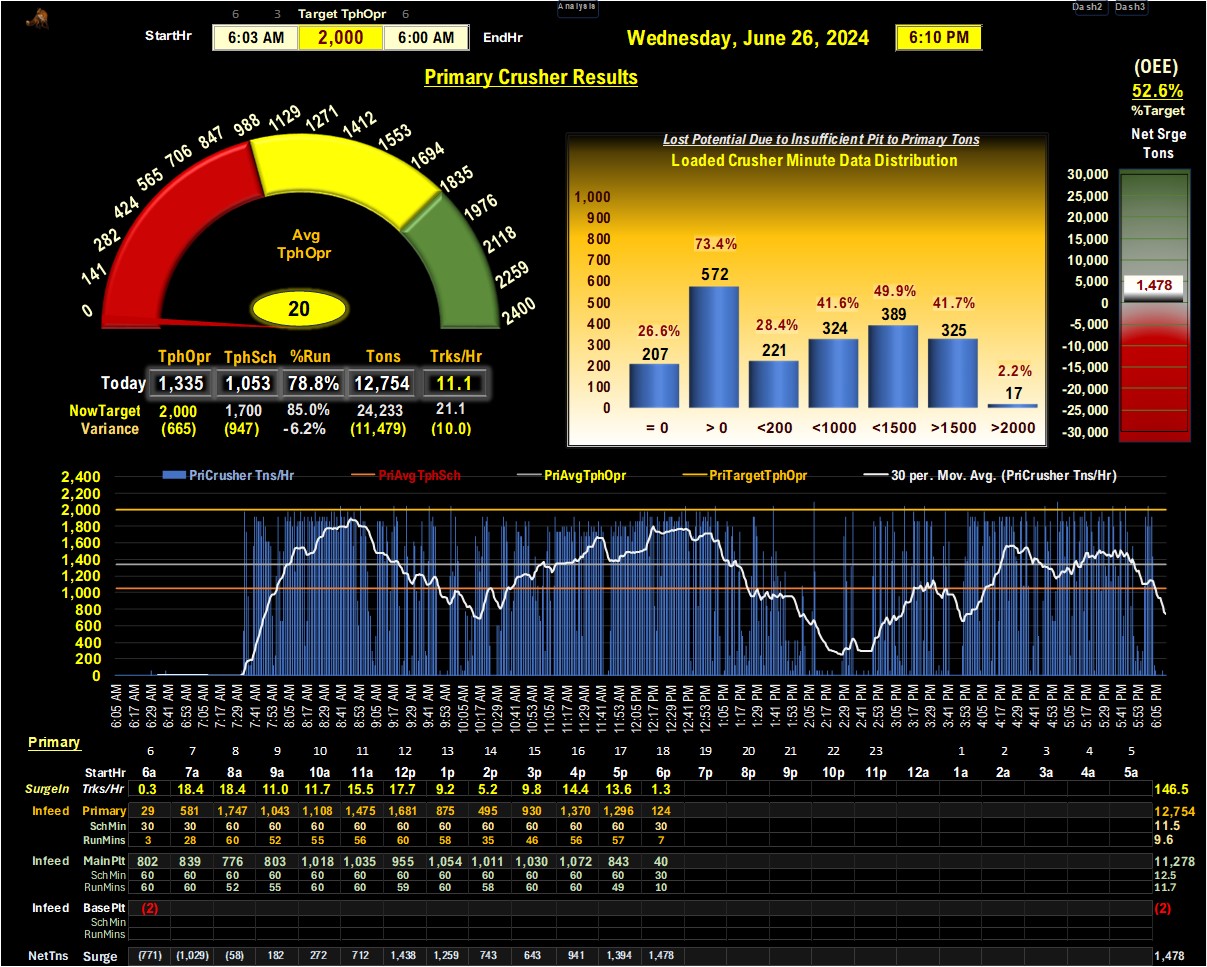 Analysis
Dash2 Dash3
6 3 Target TphOpr 6
StartHr 6:03 AM 2,000 6:00 AM EndHr
Wednesday, June 26, 2024 6:10 PM
Primary Crusher Results
(OEE)
52.6%
%Target
Net Srge
Tons
0 141 282 424 565 706 847 988 1129 1271 1412 1553 1694 1835 1976 2118 2259 2400
Avg
TphOpr
20
TphOpr TphSch %Run Tons Trks/Hr
Today 1,335 1,053 78.8% 12,754 11.1
NowTarget 2,000 1,700 85.0% 24,233 21.1
Variance (665) (947) -6.2% (11,479) (10.0)
Lost Potential Due to Insufficient Pit to Primary Tons
Loaded Crusher Minute Data Distribution
1,000
900
800
700
600
500
400
300
200
100
0
26.6% 73.4% 28.4% 41.6% 49.9% 41.7% 2.2%
207 572 221 324 389 325 17
= 0 > 0 <200 <1000 <1500 >1500 >2000
30,000
25,000
20,000
15,000
10,000
5,000
0
-5,000
-10,000
-15,000
-20,000
-25,000
-30,000
1,478
PriCrusher Tns/Hr PriAvgTphSch PriAvgTphOpr PriTargetTphOpr 30 per. Mov. Avg. (PriCrusher Tns/Hr)
2,400
2,200
2,000
1,800
1,600
1,400
1,200
1,000
800
600
400
200
0
6:05 AM 6:17 AM 6:29 AM 6:41 AM 6:53 AM 7:05 AM 7:17 AM 7:29 AM 7:41 AM 7:53 AM 8:05 AM 8:17 AM 8:29 AM 8:41 AM 8:53 AM 9:05 AM 9:17 AM 9:29 AM 9:41 AM 9:53 AM 10:05 AM 10:17 AM 10:29 AM 10:41 AM 10:53 AM 11:05 AM 11:17 AM 11:29 AM 11:41 AM 11:53 AM 12:05 PM 12:17 PM 12:29 PM 12:41 PM 12:53 PM 1:05 PM 1:17 PM 1:29 PM 1:41 PM 1:53 PM 2:05 PM 2:17 PM 2:29 PM 2:41 PM 2:53 PM 3:05 PM 3:17 PM 3:29 PM 3:41 PM 3:53 PM 4:05 PM 4:17 PM 4:29 PM 4:41 PM 4:53 PM 5:05 PM 5:17 PM 5:29 PM 5:41 PM 5:53 PM 6:05 PM
Primary 6 7 8 9 10 11 12 13 14 15 16 17 18 19 20 21 22 23 1 2 3 4 5
StartHr 6a 7a 8a 9a 10a 11a 12p 1p 2p 3p 4p 5p 6p 7p 8p 9p 10p 11p 12a 1a 2a 3a 4a 5a
SurgeIn Trks/Hr 0.3 18.4 18.4 11.0 11.7 15.5 17.7 9.2 5.2 9.8 14.4 13.6 1.3 146.5
Infeed Primary 29 581 1,747 1,043 1,108 1,475 1,681 875 495 930 1,370 1,296 124 12,754
SchMin 30 30 60 60 60 60 60 60 60 60 60 60 30 11.5
RunMins 3 28 60 52 55 56 60 58 35 46 56 57 7 9.6
Infeed MainPlt 802 839 776 803 1,018 1,035 955 1,054 1,011 1,030 1,072 843 40 11,278
SchMin 60 60 60 60 60 60 60 60 60 60 60 60 30 12.5
RunMins 60 60 52 55 60 60 59 60 58 60 60 49 10 11.7
Infeed BasePlt (2) (2)
SchMin
RunMins
NetTns Surge (771) (1,029) (58) 182 272 712 1,438 1,259 743 643 941 1,394 1,478 1,478